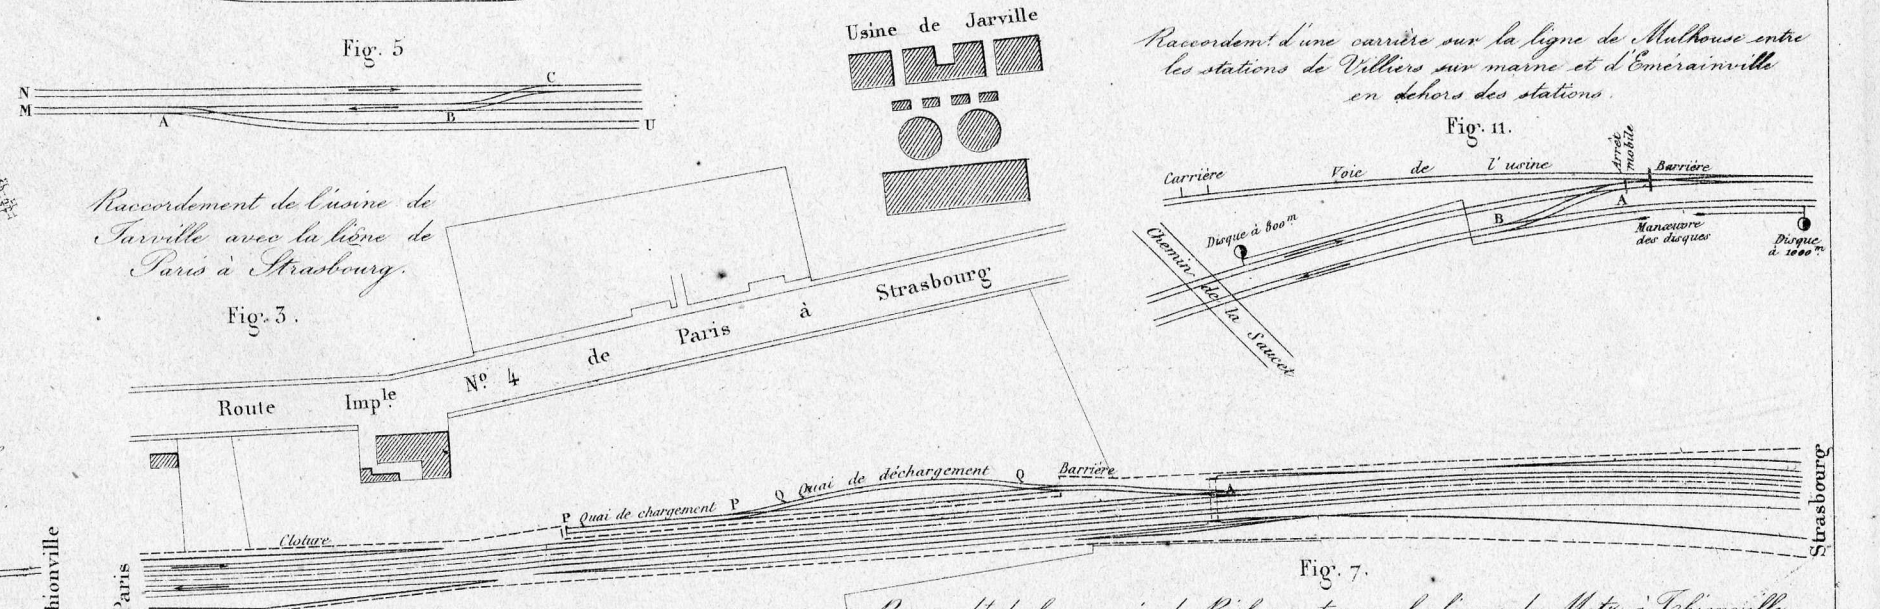 Fig. 5
N
M
A
B
C
U
Raccordement de l'usine de
Jarville avec la ligne de
Paris à Strasbourg.
Fig. 3.
Usine de Jarville
Route Imp.le No. 4 de Paris à Strasbourg
Raccordem.t d'une carrière sur la ligne de Mulhouse entre
les stations de Villiers sur marne et d'Emerainville
en dehors des stations.
Fig. 11.
Carrière
Voie de l'usine
Arrêt
mobile
Barrière
A
B
Disque à 800m
Manœuvre
des disques
Disque
à 1000m
Chemin de la Saucet
P Quai de chargement P
Q Quai de déchargement Q
Barrière
A
Cloture
Paris
Strasbourg
hionville
Fig. 7.